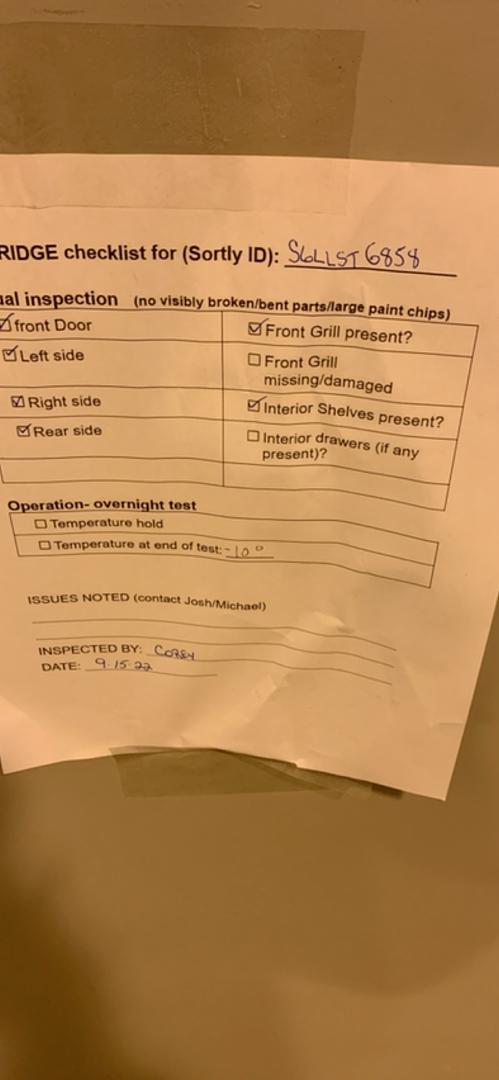 RIDGE checklist for (Sortly ID): S6LLST6858
ual inspection (no visibly broken/bent parts/large paint chips)
☑ front Door
☑ Front Grill present?
☑ Left side
☐ Front Grill
missing/damaged
☑ Right side
☑ Interior Shelves present?
☑ Rear side
☐ Interior drawers (if any
present)?
Operation- overnight test
☐ Temperature hold
☐ Temperature at end of test: -10°
ISSUES NOTED (contact Josh/Michael)
INSPECTED BY: Corey
DATE: 9.15.22